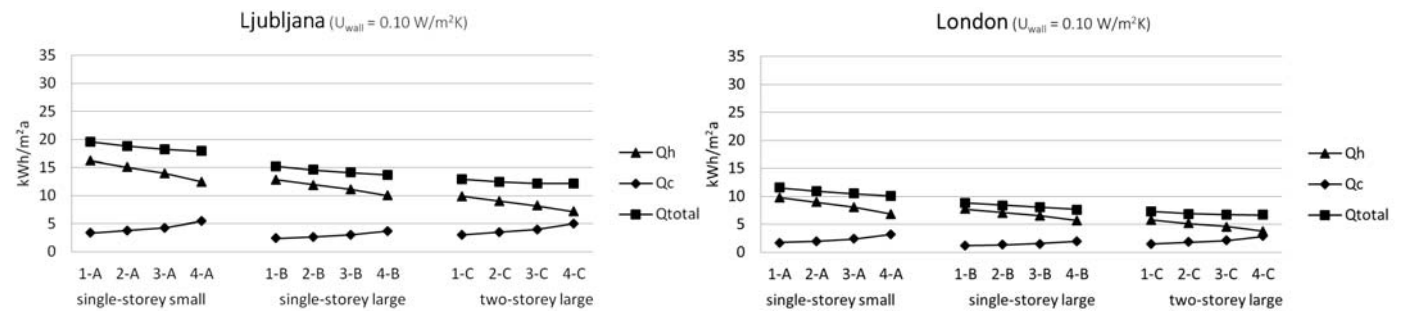 Ljubljana (U_wall = 0.10 W/m²K)
35
30
25
20
15
10
5
0
kWh/m²a
1-A 2-A 3-A 4-A 1-B 2-B 3-B 4-B 1-C 2-C 3-C 4-C
single-storey small single-storey large two-storey large
Qh
Qc
Qtotal
London (U_wall = 0.10 W/m²K)
35
30
25
20
15
10
5
0
kWh/m²a
1-A 2-A 3-A 4-A 1-B 2-B 3-B 4-B 1-C 2-C 3-C 4-C
single-storey small single-storey large two-storey large
Qh
Qc
Qtotal